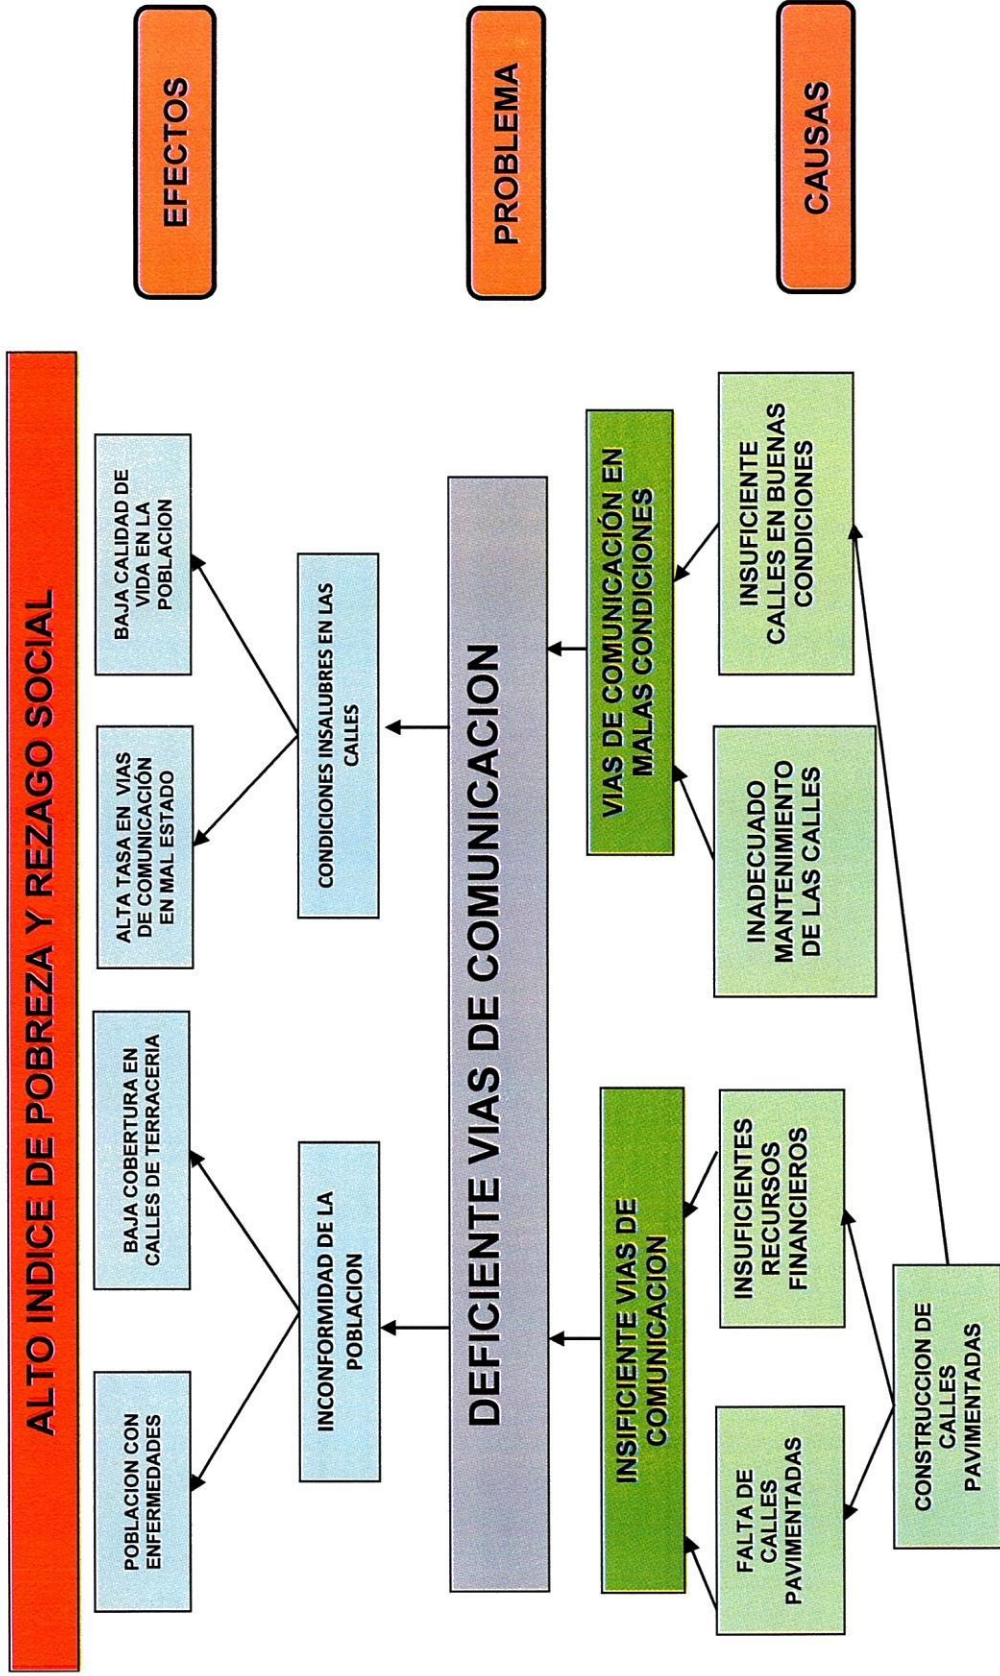 ALTO INDICE DE POBREZA Y REZAGO SOCIAL
EFECTOS
POBLACION CON
ENFERMEDADES
BAJA COBERTURA EN
CALLES DE TERRACERIA
ALTA TASA EN VIAS
DE COMUNICACIÓN
EN MAL ESTADO
BAJA CALIDAD DE
VIDA EN LA
POBLACION
INCONFORMIDAD DE LA
POBLACION
CONDICIONES INSALUBRES EN LAS
CALLES
DEFICIENTE VIAS DE COMUNICACION
PROBLEMA
INSIFICIENTE VIAS DE
COMUNICACION
VIAS DE COMUNICACIÓN EN
MALAS CONDICIONES
FALTA DE
CALLES
PAVIMENTADAS
INSUFICIENTES
RECURSOS
FINANCIEROS
INADECUADO
MANTENIMIENTO
DE LAS CALLES
INSUFICIENTE
CALLES EN BUENAS
CONDICIONES
CAUSAS
CONSTRUCCION DE
CALLES
PAVIMENTADAS